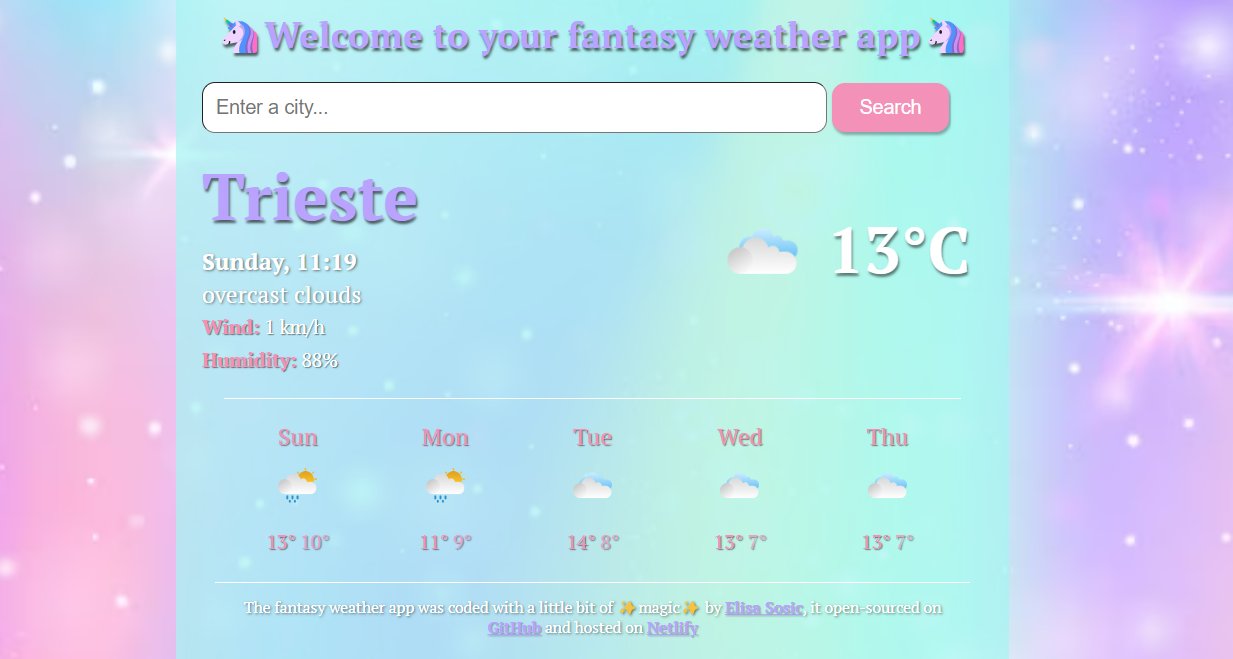 🦄Welcome to your fantasy weather app🦄
Enter a city...
Search
Trieste
Sunday, 11:19
overcast clouds
Wind: 1 km/h
Humidity: 88%
13°C
Sun Mon Tue Wed Thu
13° 10° 11° 9° 14° 8° 13° 7° 13° 7°
The fantasy weather app was coded with a little bit of ✨magic✨ by Elisa Sosic, it open-sourced on
GitHub and hosted on Netlify